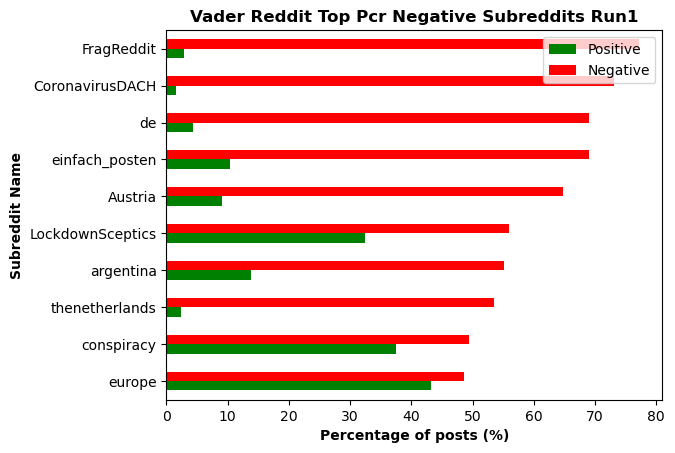 Vader Reddit Top Pcr Negative Subreddits Run1
Positive
Negative
FragReddit
CoronavirusDACH
de
einfach_posten
Austria
LockdownSceptics
argentina
thenetherlands
conspiracy
europe
Subreddit Name
0 10 20 30 40 50 60 70 80
Percentage of posts (%)